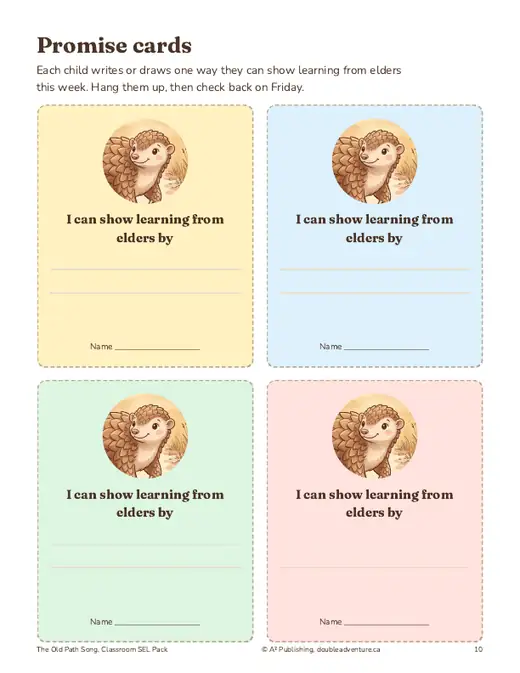 Promise cards
Each child writes or draws one way they can show learning from elders
this week. Hang them up, then check back on Friday.
I can show learning from
elders by
Name
I can show learning from
elders by
Name
I can show learning from
elders by
Name
I can show learning from
elders by
Name
The Old Path Song, Classroom SEL Pack
© A² Publishing, doubleadventure.ca
10